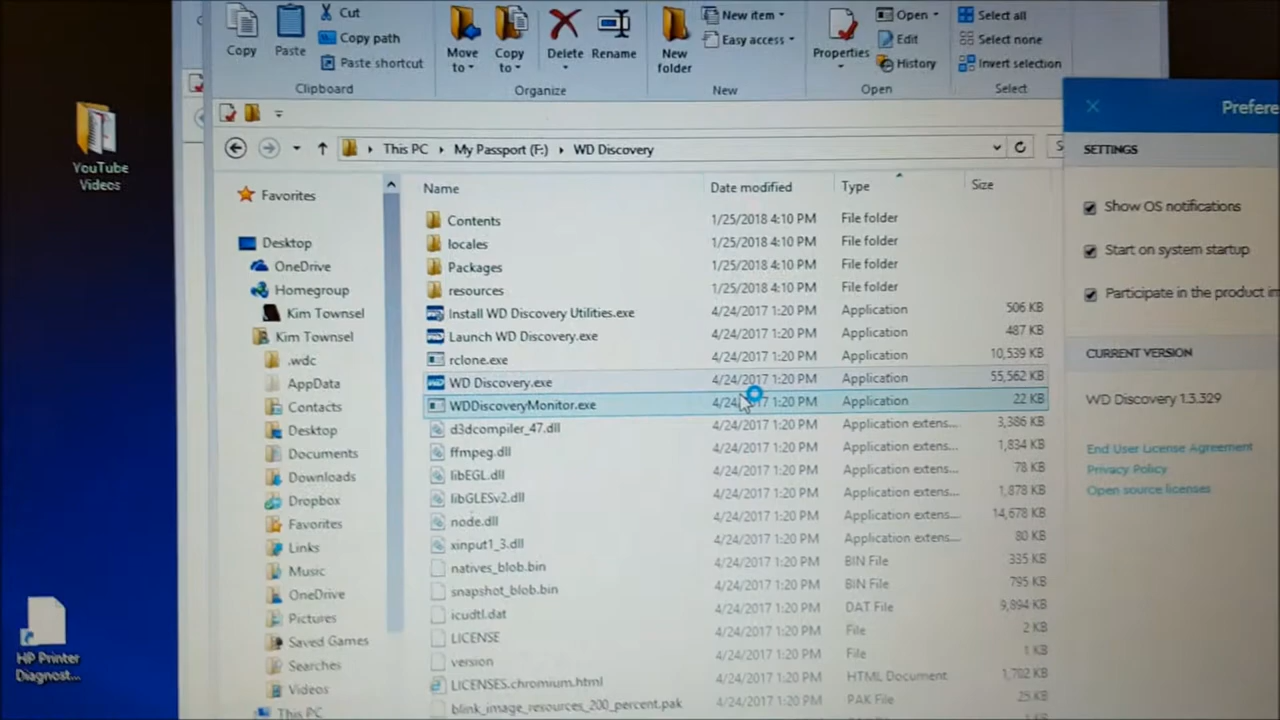 Copy
Paste
Cut
Copy path
Paste shortcut
Clipboard
Move to
Copy to
Delete
Rename
Organize
New folder
New item
Easy access
New
Properties
Open
Edit
History
Open
Select all
Select none
Invert selection
Select
This PC My Passport (F:) WD Discovery
YouTube
Videos
HP Printer
Diagnost...
Favorites
Desktop
OneDrive
Homegroup
Kim Townsel
Kim Townsel
.wdc
AppData
Contacts
Desktop
Documents
Downloads
Dropbox
Favorites
Links
Music
OneDrive
Pictures
Saved Games
Searches
Videos
This PC
Name Date modified Type Size
Contents 1/25/2018 4:10 PM File folder
locales 1/25/2018 4:10 PM File folder
Packages 1/25/2018 4:10 PM File folder
resources 1/25/2018 4:10 PM File folder
Install WD Discovery Utilities.exe 4/24/2017 1:20 PM Application 506 KB
Launch WD Discovery.exe 4/24/2017 1:20 PM Application 487 KB
rclone.exe 4/24/2017 1:20 PM Application 10,539 KB
WD Discovery.exe 4/24/2017 1:20 PM Application 55,562 KB
WDDiscoveryMonitor.exe 4/24/2017 1:20 PM Application 22 KB
d3dcompiler_47.dll 4/24/2017 1:20 PM Application extens... 3,386 KB
ffmpeg.dll 4/24/2017 1:20 PM Application extens... 1,834 KB
libEGL.dll 4/24/2017 1:20 PM Application extens... 78 KB
libGLESv2.dll 4/24/2017 1:20 PM Application extens... 1,878 KB
node.dll 4/24/2017 1:20 PM Application extens... 14,678 KB
xinput1_3.dll 4/24/2017 1:20 PM Application extens... 80 KB
natives_blob.bin 4/24/2017 1:20 PM BIN File 335 KB
snapshot_blob.bin 4/24/2017 1:20 PM BIN File 795 KB
icudtl.dat 4/24/2017 1:20 PM DAT File 9,894 KB
LICENSE 4/24/2017 1:20 PM File 2 KB
version 4/24/2017 1:20 PM File 1 KB
LICENSES.chromium.html 4/24/2017 1:20 PM HTML Document 1,702 KB
blink_image_resources_200_percent.pak 4/24/2017 1:20 PM PAK File 25 KB
Prefere
SETTINGS
Show OS notifications
Start on system startup
Participate in the product im
CURRENT VERSION
WD Discovery 1.3.329
End User License Agreement
Privacy Policy
Open source licenses